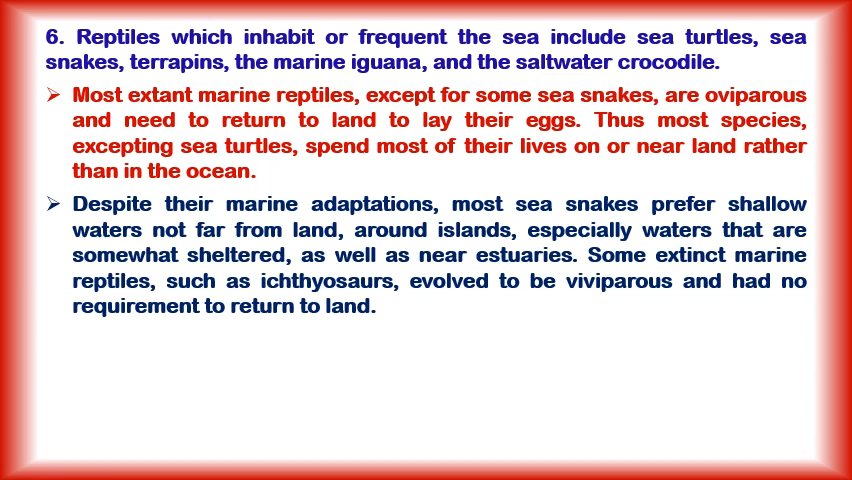 6. Reptiles which inhabit or frequent the sea include sea turtles, sea
snakes, terrapins, the marine iguana, and the saltwater crocodile.
➢ Most extant marine reptiles, except for some sea snakes, are oviparous
and need to return to land to lay their eggs. Thus most species,
excepting sea turtles, spend most of their lives on or near land rather
than in the ocean.
➢ Despite their marine adaptations, most sea snakes prefer shallow
waters not far from land, around islands, especially waters that are
somewhat sheltered, as well as near estuaries. Some extinct marine
reptiles, such as ichthyosaurs, evolved to be viviparous and had no
requirement to return to land.